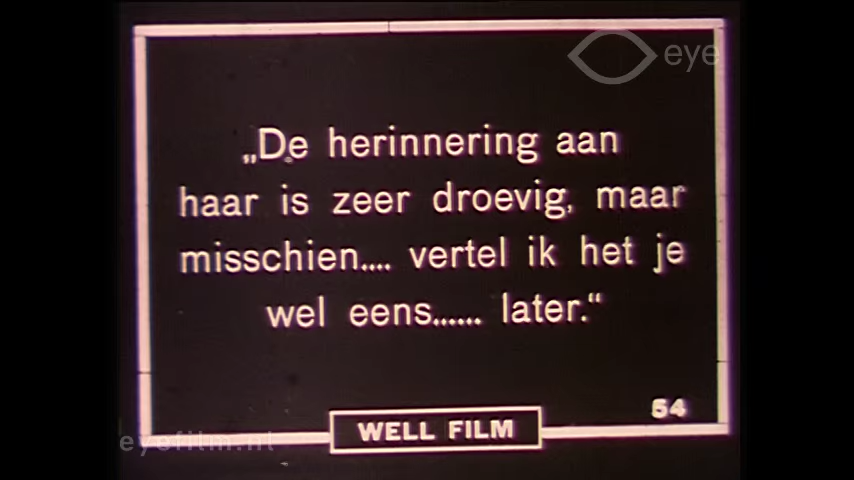 eye
„De herinnering aan
haar is zeer droevig, maar
misschien.... vertel ik het je
wel eens...... later.“
54
WELL FILM
eyefilm.nl